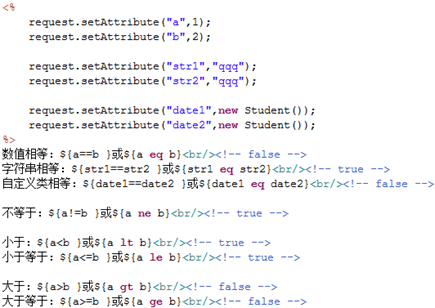 <%
request.setAttribute("a",1);
request.setAttribute("b",2);
request.setAttribute("str1","qqq");
request.setAttribute("str2","qqq");
request.setAttribute("date1",new Student());
request.setAttribute("date2",new Student());
%>
数值相等：${a==b }或${a eq b}<br/><!-- false -->
字符串相等：${str1==str2 }或${str1 eq str2}<br/><!-- true -->
自定义类相等：${date1==date2 }或${date1 eq date2}<br/><!-- false -->
不等于：${a!=b }或${a ne b}<br/><!-- true -->
小于：${a<b }或${a lt b}<br/><!-- true -->
小于等于：${a<=b }或${a le b}<br/><!-- true -->
大于：${a>b }或${a gt b}<br/><!-- false -->
大于等于：${a>=b }或${a ge b}<br/><!-- false -->